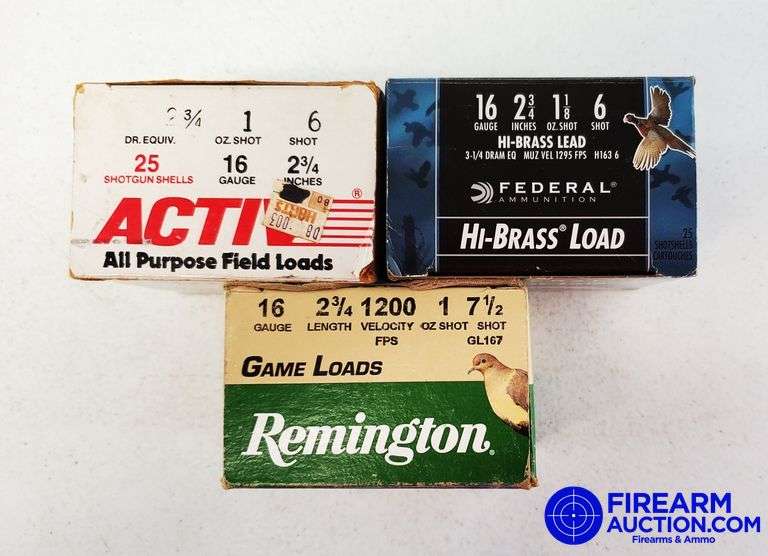 2 3/4 1 6
DR. EQUIV. OZ. SHOT SHOT
25 16 2 3/4
SHOTGUN SHELLS GAUGE INCHES
ACTIV ®
All Purpose Field Loads
16 2 3/4 1 1/8 6
GAUGE INCHES OZ. SHOT SHOT
HI-BRASS LEAD
3-1/4 DRAM EQ MUZ VEL 1295 FPS H163 6
FEDERAL®
AMMUNITION
HI-BRASS® LOAD
25
SHOTSHELLS
CARTOUCHES
16 2 3/4 1200 1 7 1/2
GAUGE LENGTH VELOCITY OZ SHOT SHOT
FPS GL167
GAME LOADS
Remington®
FIREARM
AUCTION.COM
Firearms & Ammo